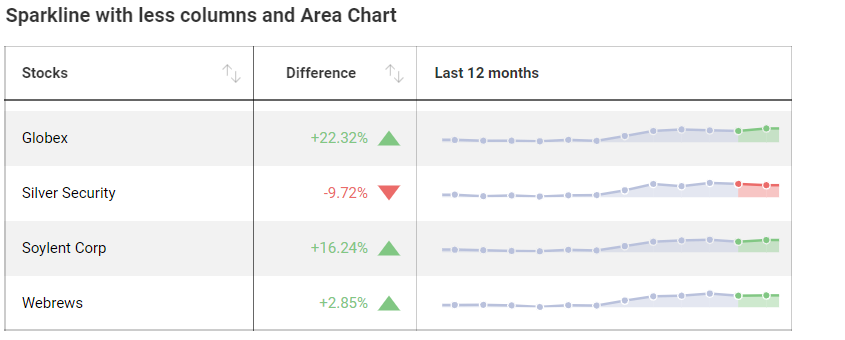 Sparkline with less columns and Area Chart
Stocks Difference Last 12 months
Globex +22.32%
Silver Security -9.72%
Soylent Corp +16.24%
Webrews +2.85%